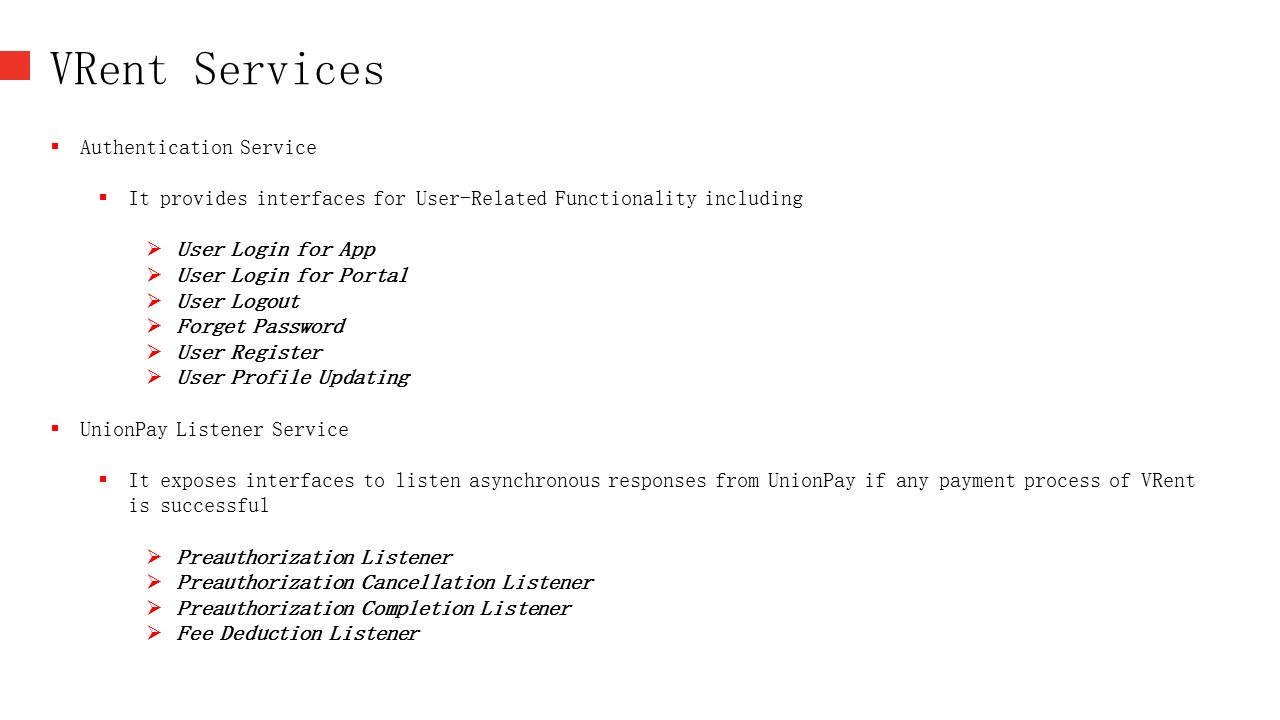 VRent Services
Authentication Service
It provides interfaces for User-Related Functionality including
User Login for App
User Login for Portal
User Logout
Forget Password
User Register
User Profile Updating
UnionPay Listener Service
It exposes interfaces to listen asynchronous responses from UnionPay if any payment process of VRent
is successful
Preauthorization Listener
Preauthorization Cancellation Listener
Preauthorization Completion Listener
Fee Deduction Listener